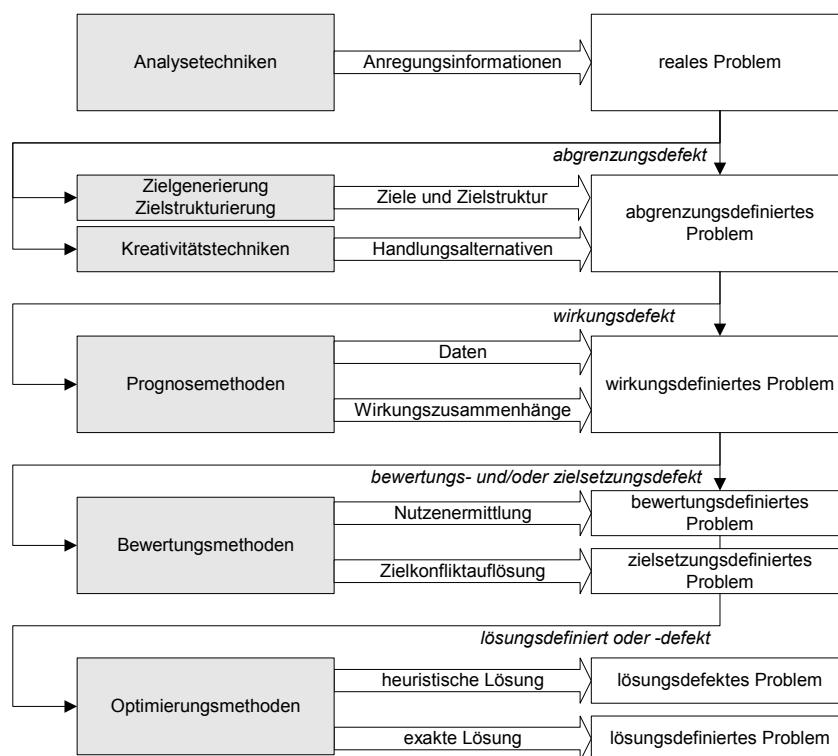 Analysetechniken
Anregungsinformationen
reales Problem
abgrenzungsdefekt
Zielgenerierung
Zielstrukturierung
Ziele und Zielstruktur
abgrenzungsdefiniertes
Problem
Kreativitätstechniken
Handlungsalternativen
wirkungsdefekt
Prognosemethoden
Daten
Wirkungszusammenhänge
wirkungsdefiniertes Problem
bewertungs- und/oder zielsetzungsdefekt
Bewertungsmethoden
Nutzenermittlung
bewertungsdefiniertes
Problem
Zielkonfliktauflösung
zielsetzungsdefiniertes
Problem
lösungsdefiniert oder -defekt
Optimierungsmethoden
heuristische Lösung
lösungsdefektes Problem
exakte Lösung
lösungsdefiniertes Problem